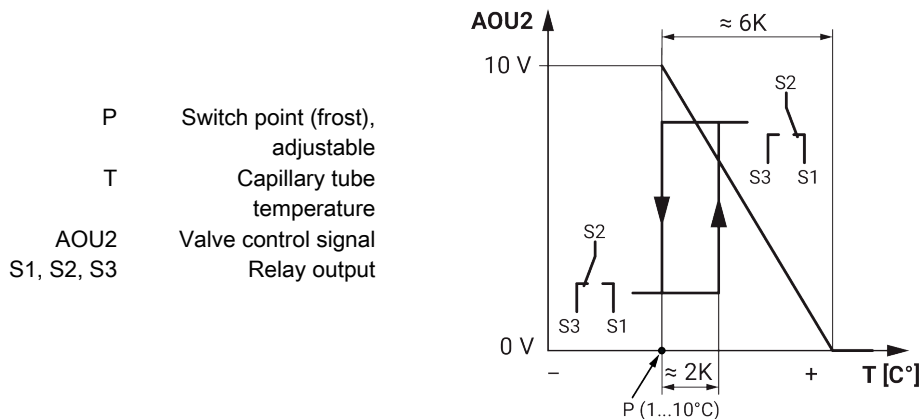 P Switch point (frost),
adjustable
T Capillary tube
temperature
AOU2 Valve control signal
S1, S2, S3 Relay output
AOU2
≈ 6K
10 V
S2
S3 S1
S2
S3 S1
0 V
– ≈ 2K + T [C°]
P (1...10°C)